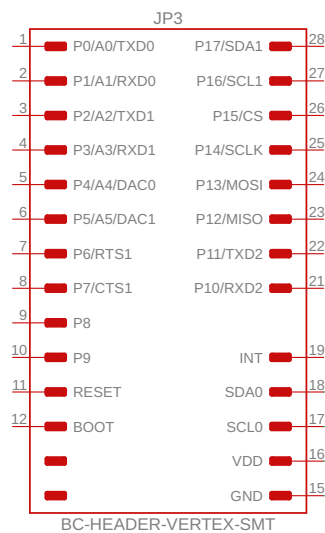 JP3
1 P0/A0/TXD0 P17/SDA1 28
2 P1/A1/RXD0 P16/SCL1 27
3 P2/A2/TXD1 P15/CS 26
4 P3/A3/RXD1 P14/SCLK 25
5 P4/A4/DAC0 P13/MOSI 24
6 P5/A5/DAC1 P12/MISO 23
7 P6/RTS1 P11/TXD2 22
8 P7/CTS1 P10/RXD2 21
9 P8
10 P9 INT 19
11 RESET SDA0 18
12 BOOT SCL0 17
VDD 16
GND 15
BC-HEADER-VERTEX-SMT